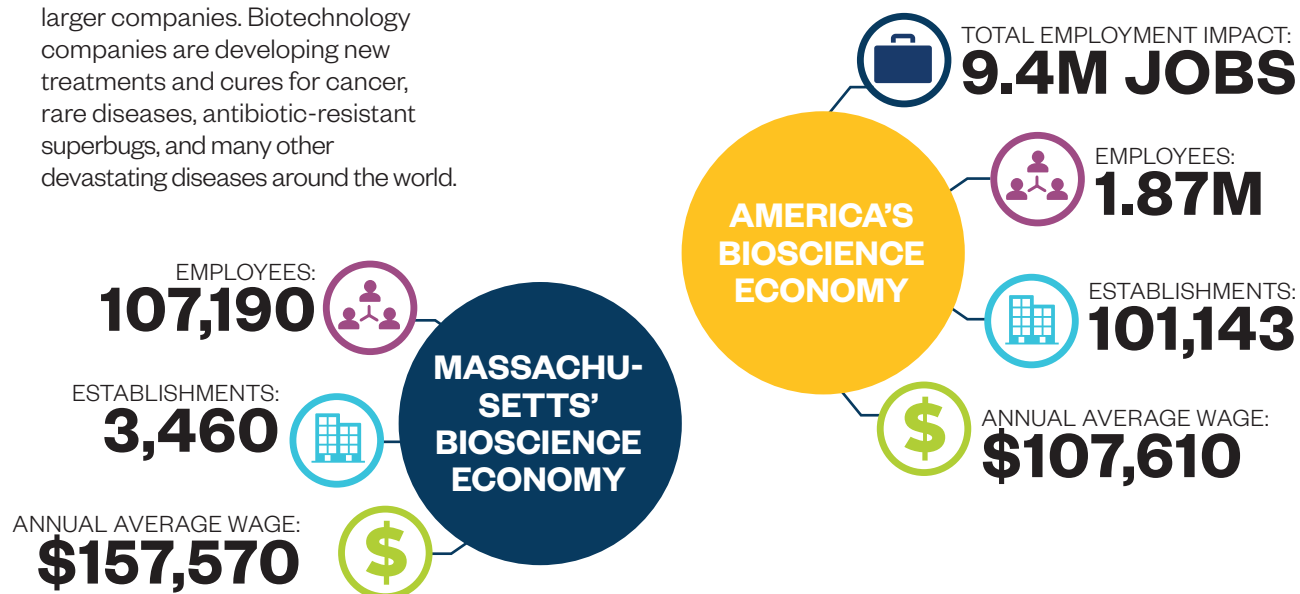 larger companies. Biotechnology
companies are developing new
treatments and cures for cancer,
rare diseases, antibiotic-resistant
superbugs, and many other
devastating diseases around the world.
EMPLOYEES:
107,190
ESTABLISHMENTS:
3,460
ANNUAL AVERAGE WAGE:
$157,570
$
MASSACHU-
SETTS'
BIOSCIENCE
ECONOMY
AMERICA'S
BIOSCIENCE
ECONOMY
TOTAL EMPLOYMENT IMPACT:
9.4M JOBS
EMPLOYEES:
1.87M
ESTABLISHMENTS:
101,143
$
ANNUAL AVERAGE WAGE:
$107,610